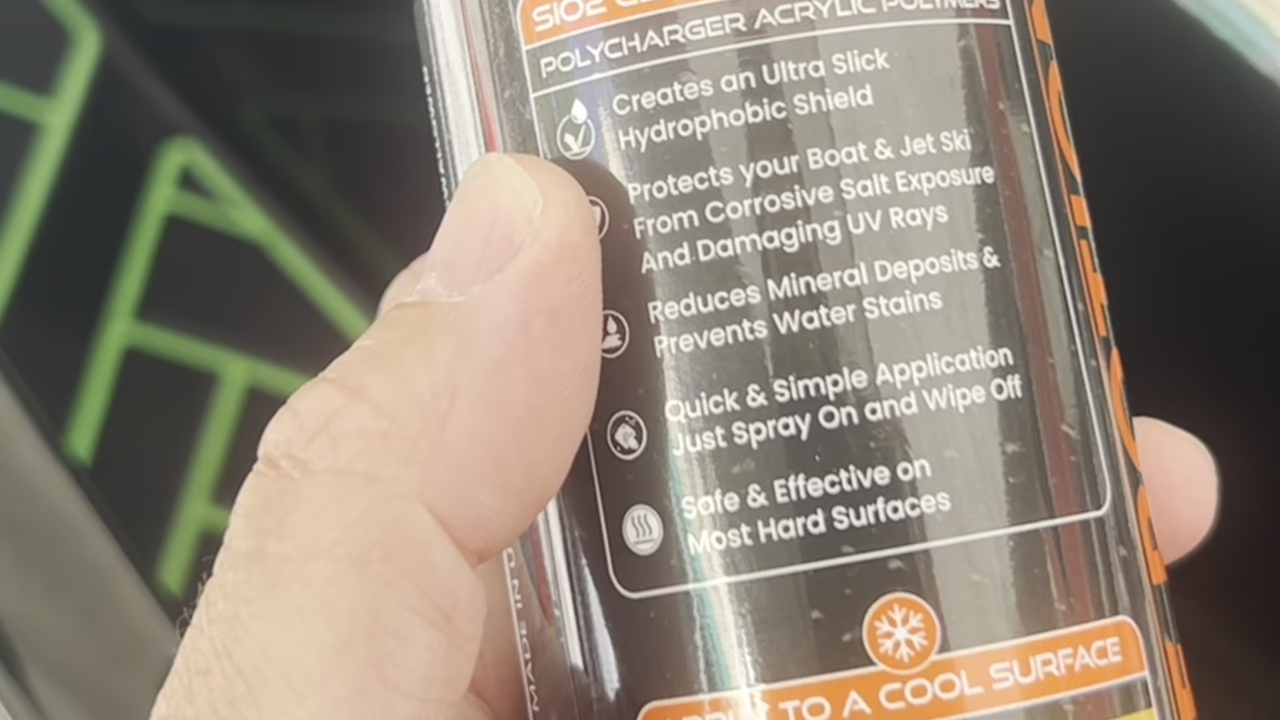 SIO2
POLYCHARGER ACRYLIC POLYMERS
Creates an Ultra Slick
Hydrophobic Shield
Protects your Boat & Jet Ski
From Corrosive Salt Exposure
And Damaging UV Rays
Reduces Mineral Deposits &
Prevents Water Stains
Quick & Simple Application
Just Spray On and Wipe Off
Safe & Effective on
Most Hard Surfaces
APPLY TO A COOL SURFACE